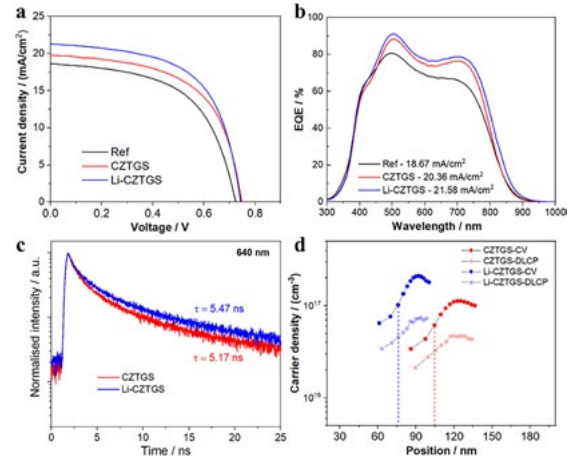 a
Current density / (mA/cm²)
25
20
15
10
5
0
Ref
CZTGS
Li-CZTGS
0.0 0.2 0.4 0.6 0.8
Voltage / V
b
EQE / %
100
80
60
40
20
0
Ref - 18.67 mA/cm²
CZTGS - 20.36 mA/cm²
Li-CZTGS - 21.58 mA/cm²
300 400 500 600 700 800 900 1000
Wavelength / nm
c
640 nm
Normalised intensity / a.u.
τ = 5.47 ns
τ = 5.17 ns
CZTGS
Li-CZTGS
0 5 10 15 20 25
Time / ns
d
Carrier density / (cm⁻³)
10¹⁷
10¹⁶
CZTGS-CV
CZTGS-DLCP
Li-CZTGS-CV
Li-CZTGS-DLCP
30 60 90 120 150 180
Position / nm